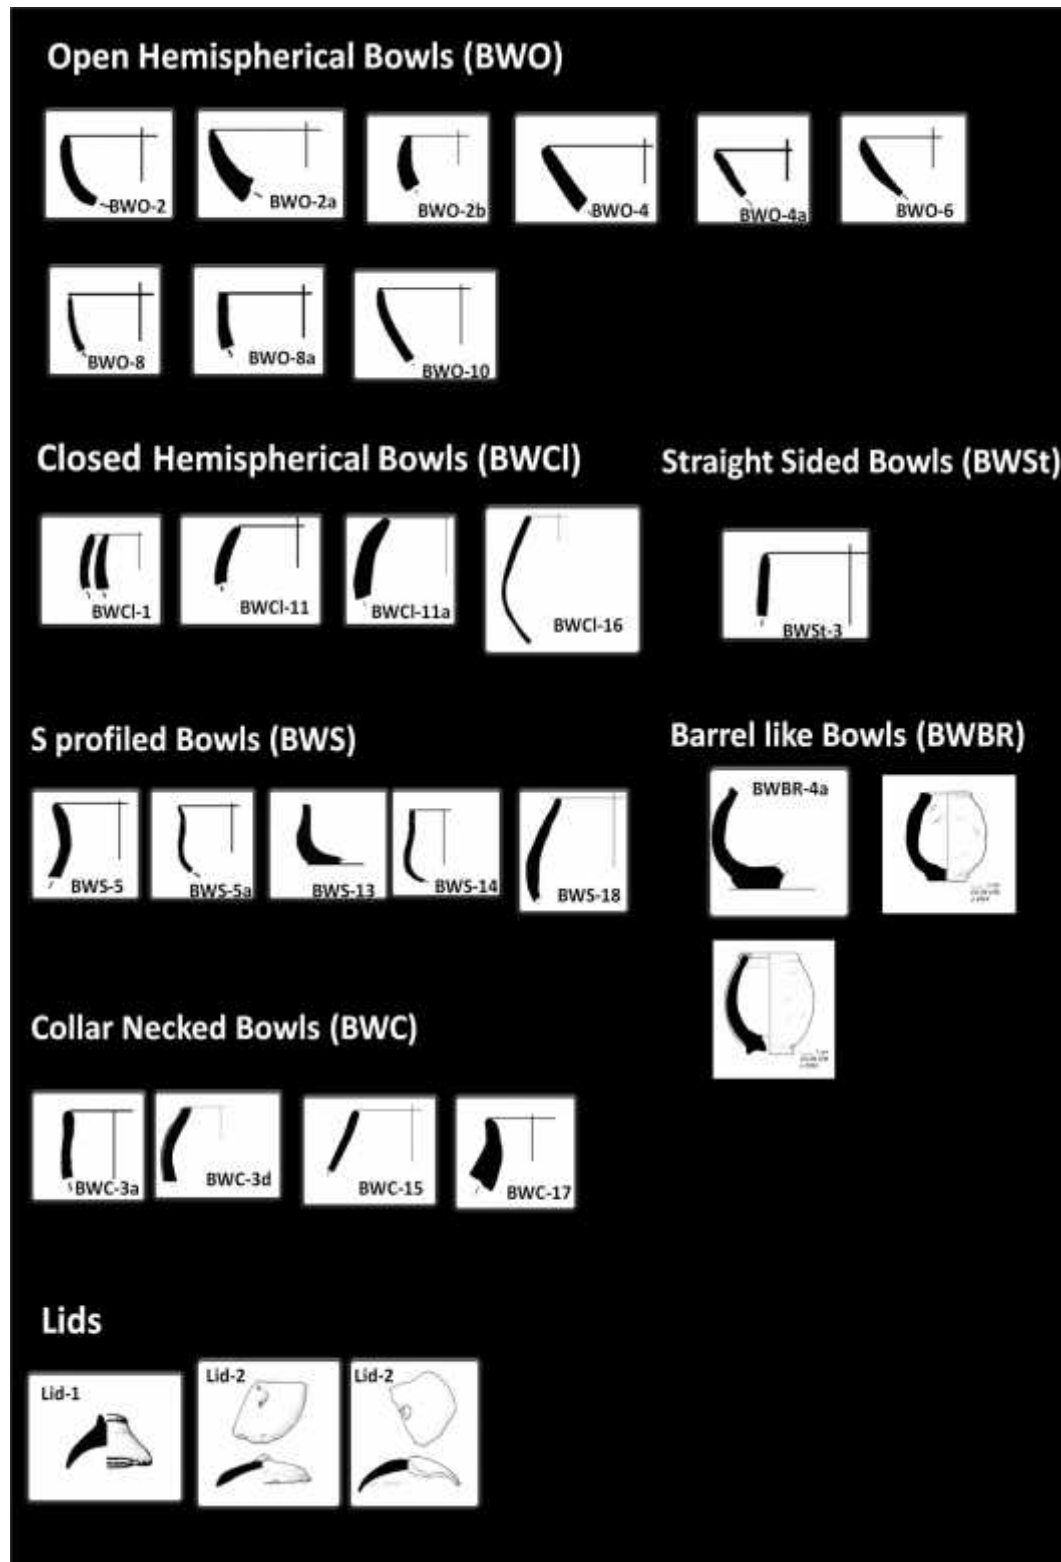 Open Hemispherical Bowls (BWO)
BWO-2
BWO-2a
BWO-2b
BWO-4
BWO-4a
BWO-6
BWO-8
BWO-8a
BWO-10
Closed Hemispherical Bowls (BWCl)
Straight Sided Bowls (BWSt)
BWCl-1
BWCl-11
BWCl-11a
BWCl-16
BWSt-3
S profiled Bowls (BWS)
Barrel like Bowls (BWBR)
BWS-5
BWS-5a
BWS-13
BWS-14
BWS-18
BWBR-4a
Collar Necked Bowls (BWC)
BWC-3a
BWC-3d
BWC-15
BWC-17
Lids
Lid-1
Lid-2
Lid-2